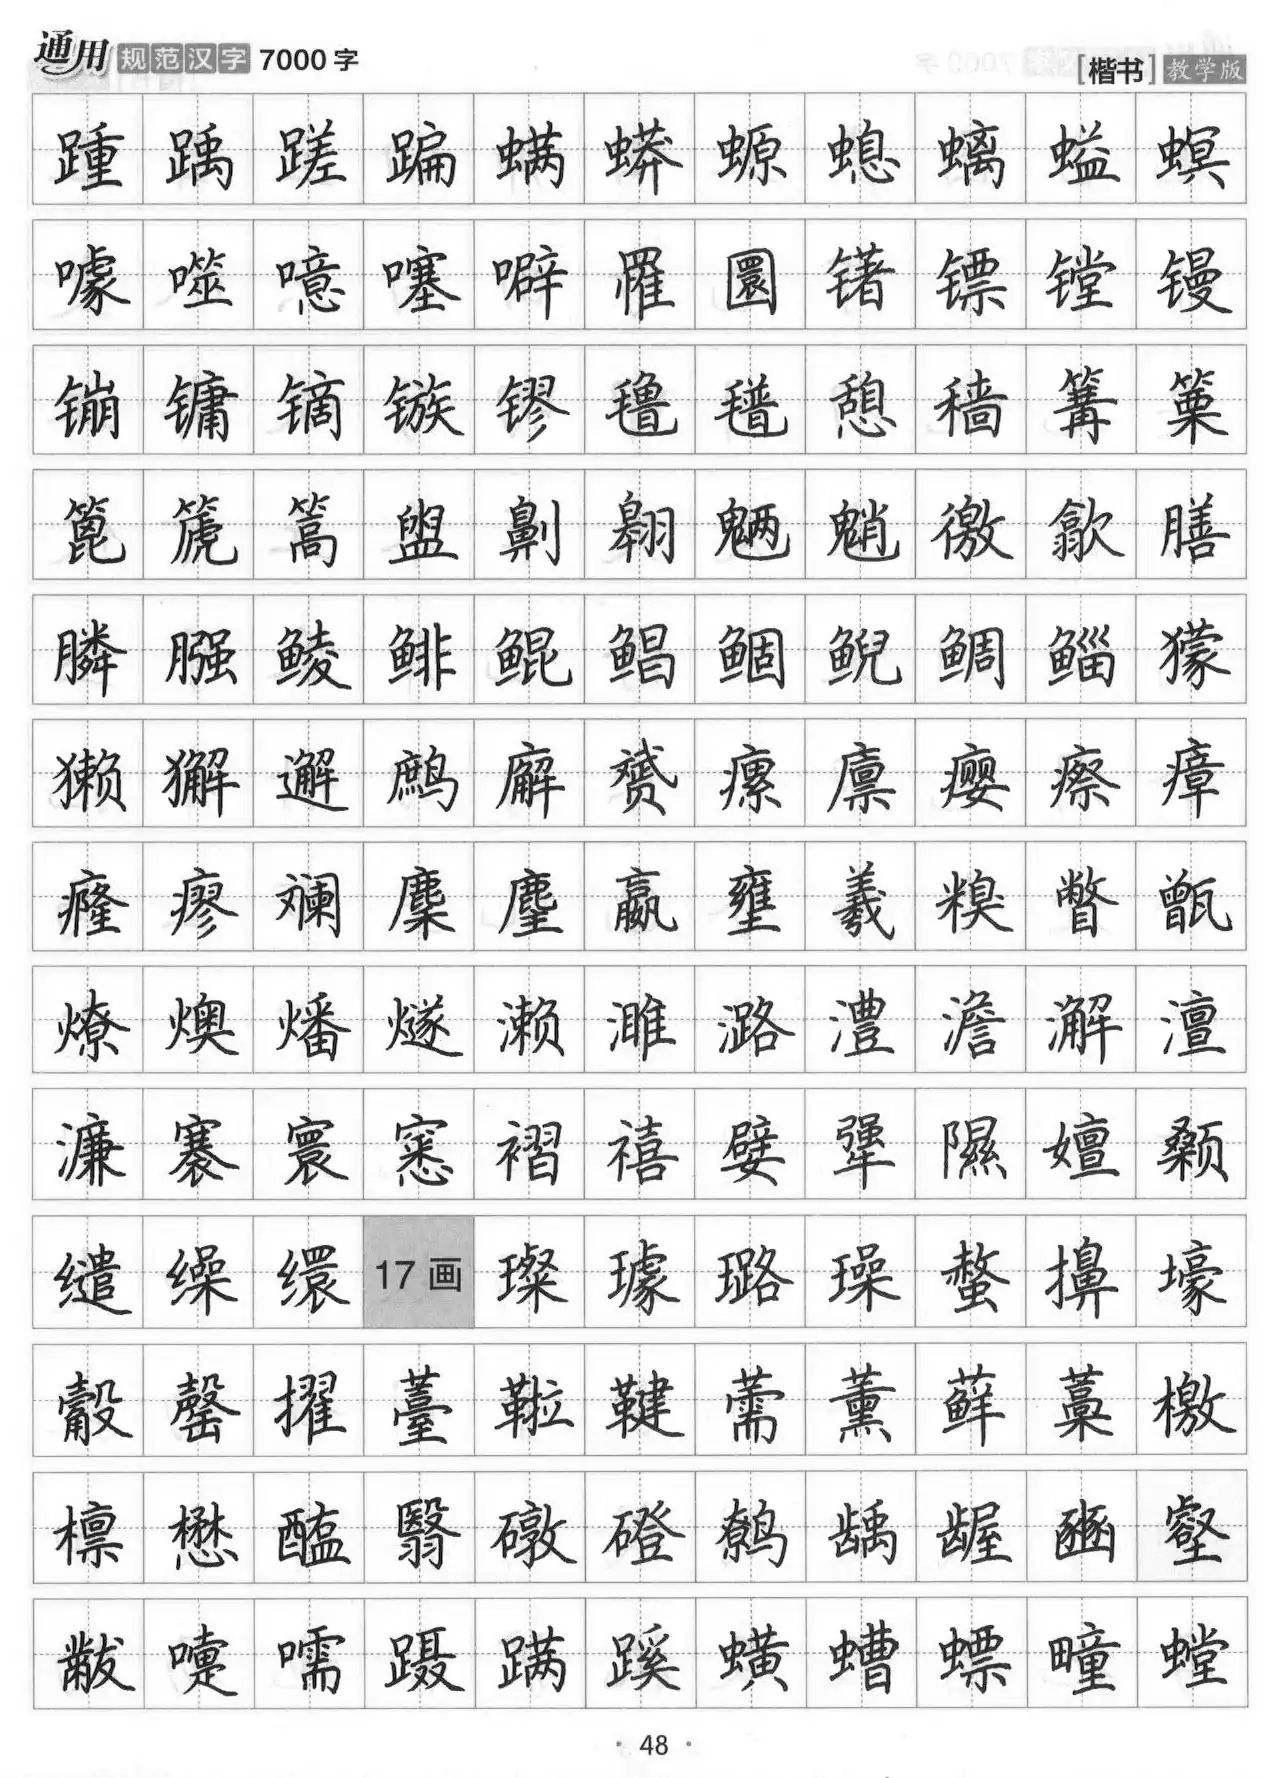 通用规范汉字 7000 字
[楷书]教学版
踵踽蹉蹁螨蟒螈螅螭螠螟
噱噬噫噻噼罹圜锗镖镗镘
镚镛镝镞镠氇氆憩穑篝篥
篦篪篙盥劓翱魉魈徼歙膳
膦膙鲮鲱鲲鲳鲴鲵鲷鲻獴
獭獬邂鹧廨赟瘰廪瘿瘵瘴
癃瘳斓麇麈嬴壅羲糗瞥甑
燎燠燔燧濑濉潞澧澹澥澶
濂褰寰窸褶禧嬖犟隰嬗颡
缱缲缳17 画璨璩璐璪螫擤壕
觳罄擢薹鞡鞬薷薰藓藁檄
檩懋醢翳礅磴鹩龋龌豳壑
黻嚏嚅蹑蹒蹊蟥螬螵疃螳
· 48 ·